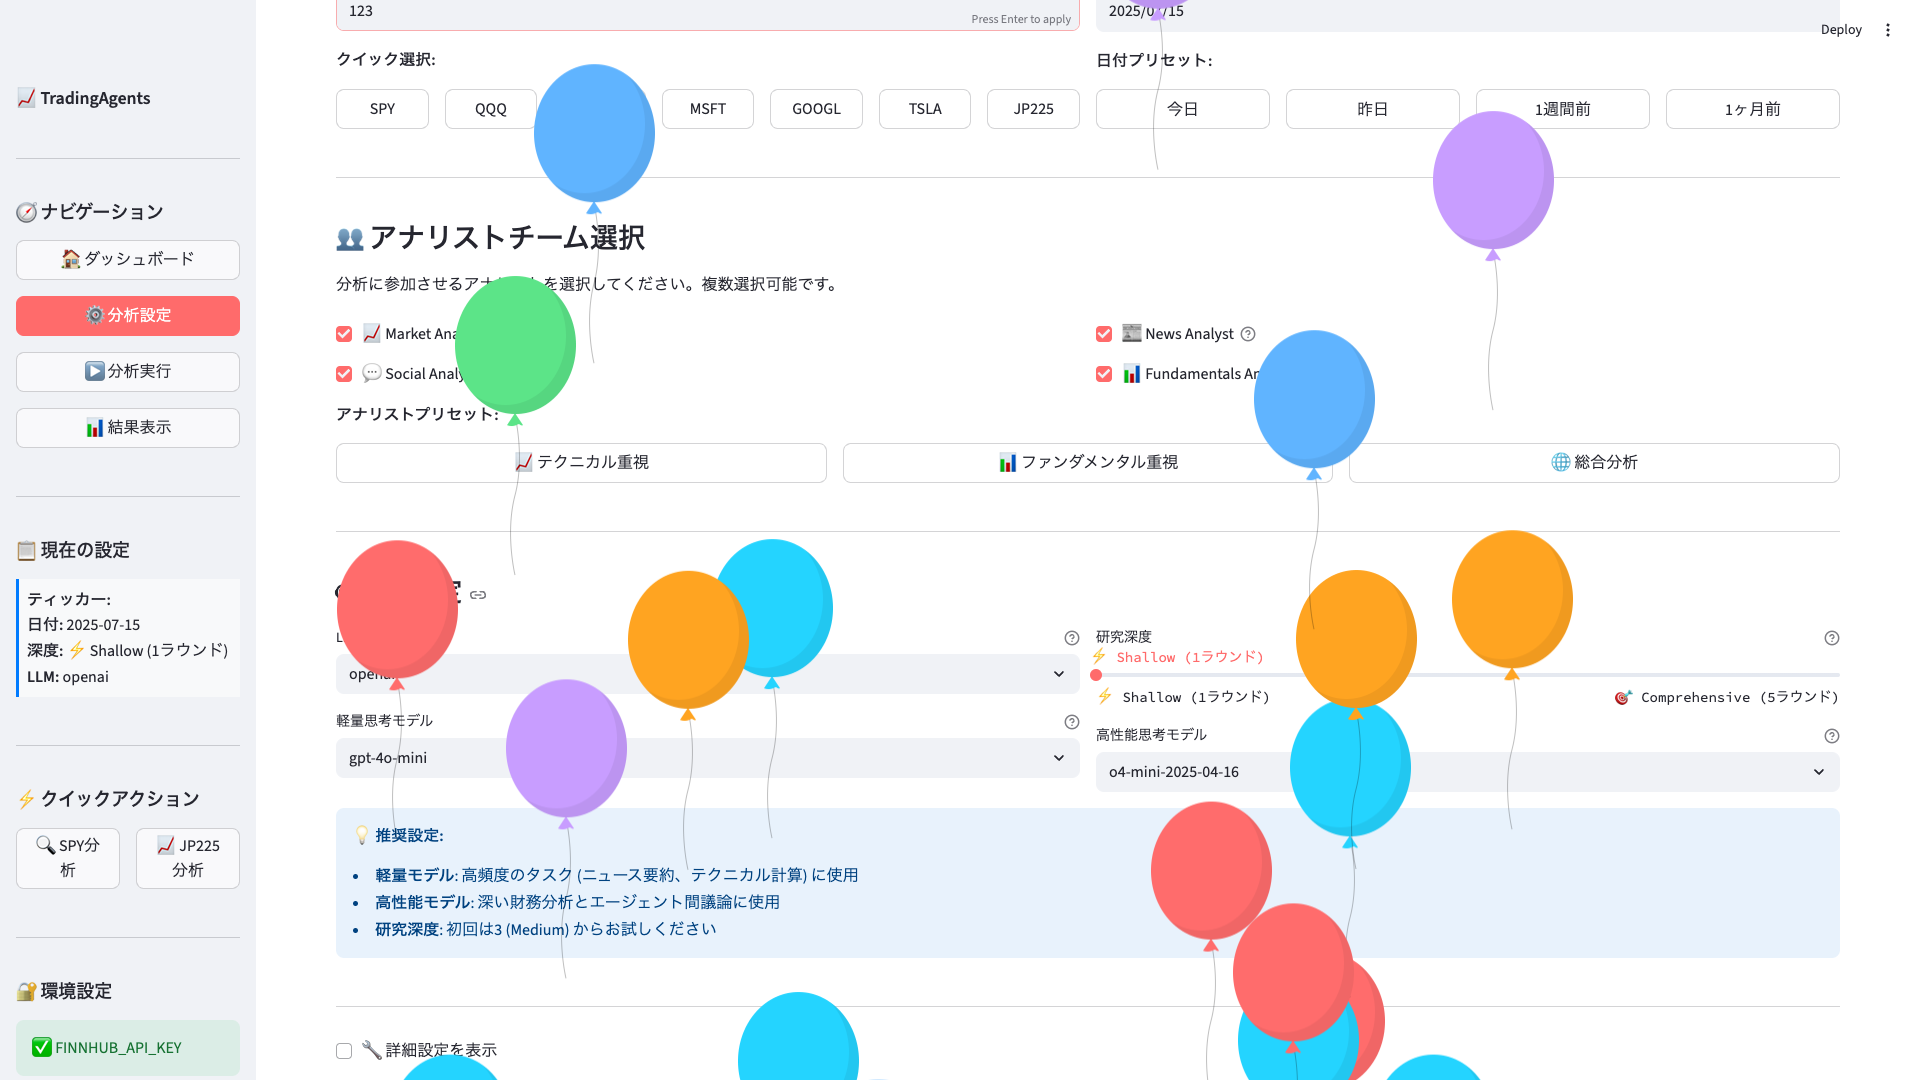 TradingAgents
ナビゲーション
ダッシュボード
分析設定
分析実行
結果表示
現在の設定
ティッカー:
日付: 2025-07-15
深度: ⚡ Shallow (1ラウンド)
LLM: openai
クイックアクション
SPY分析
JP225分析
環境設定
FINNHUB_API_KEY
Deploy
123
Press Enter to apply
2025/0 /15
クイック選択:
日付プリセット:
SPY
QQQ
MSFT
GOOGL
TSLA
JP225
今日
昨日
1週間前
1ヶ月前
アナリストチーム選択
分析に参加させるアナ を選択してください。複数選択可能です。
Market
News Analyst
Social
Fundamentals
アナリストプリセット:
テクニカル重視
ファンダメンタル重視
総合分析
研究深度
Shallow (1ラウンド)
Shallow (1ラウンド)
Comprehensive (5ラウンド)
軽量思考モデル
gpt-4o-mini
高性能思考モデル
o4-mini-2025-04-16
推奨設定:
• 軽量モデル: 高頻度のタスク (ニュース要約、テクニカル計算) に使用
• 高性能モデル: 深い財務分析とエージェント間議論に使用
• 研究深度: 初回は3 (Medium) からお試しください
詳細設定を表示